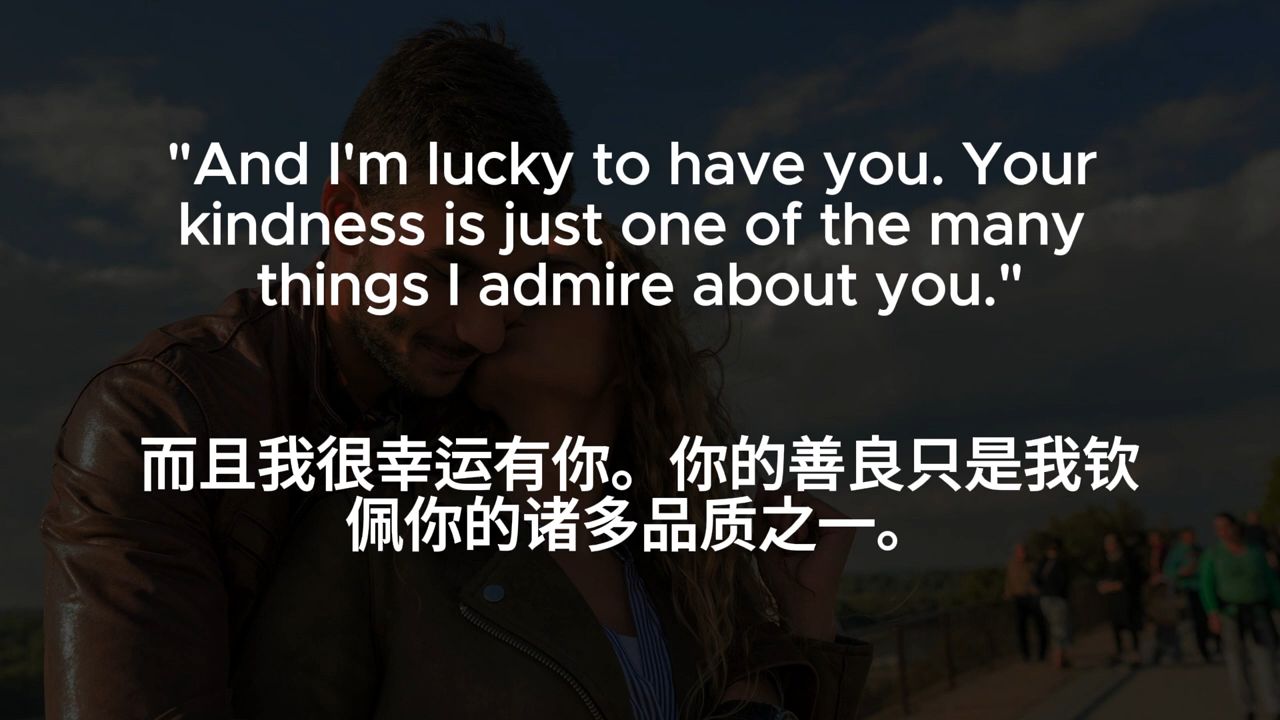 "And I'm lucky to have you. Your
kindness is just one of the many
things I admire about you."
而且我很幸运有你。你的善良只是我钦
佩你的诸多品质之一。